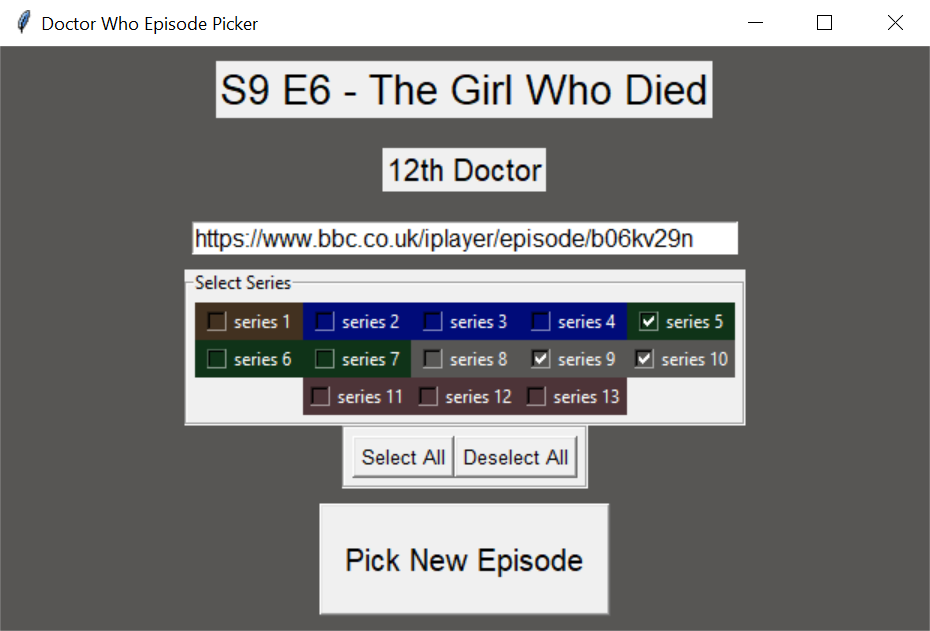 Doctor Who Episode Picker
S9 E6 - The Girl Who Died
12th Doctor
https://www.bbc.co.uk/iplayer/episode/b06kv29n
Select Series
series 1 series 2 series 3 series 4 series 5
series 6 series 7 series 8 series 9 series 10
series 11 series 12 series 13
Select All Deselect All
Pick New Episode